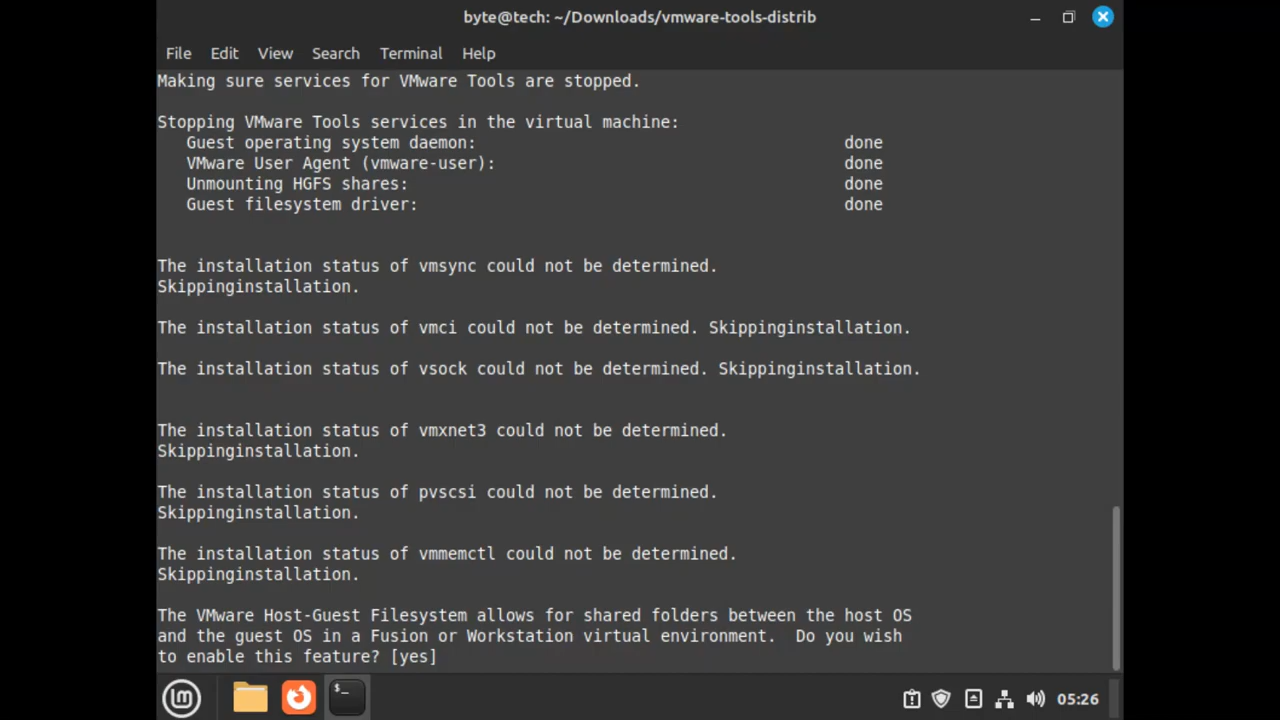 byte@tech: ~/Downloads/vmware-tools-distrib
File Edit View Search Terminal Help
Making sure services for VMware Tools are stopped.
Stopping VMware Tools services in the virtual machine:
Guest operating system daemon: done
VMware User Agent (vmware-user): done
Unmounting HGFS shares: done
Guest filesystem driver: done
The installation status of vmsync could not be determined.
Skippinginstallation.
The installation status of vmci could not be determined. Skippinginstallation.
The installation status of vsock could not be determined. Skippinginstallation.
The installation status of vmxnet3 could not be determined.
Skippinginstallation.
The installation status of pvscsi could not be determined.
Skippinginstallation.
The installation status of vmmemctl could not be determined.
Skippinginstallation.
The VMware Host-Guest Filesystem allows for shared folders between the host OS
and the guest OS in a Fusion or Workstation virtual environment.  Do you wish
to enable this feature? [yes]
$_
05:26